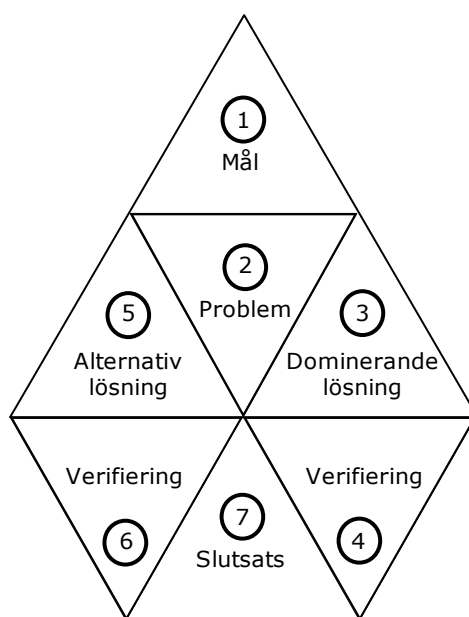 1
Mål
2
Problem
5
Alternativ
lösning
3
Dominerande
lösning
Verifiering
6
7
Slutsats
Verifiering
4